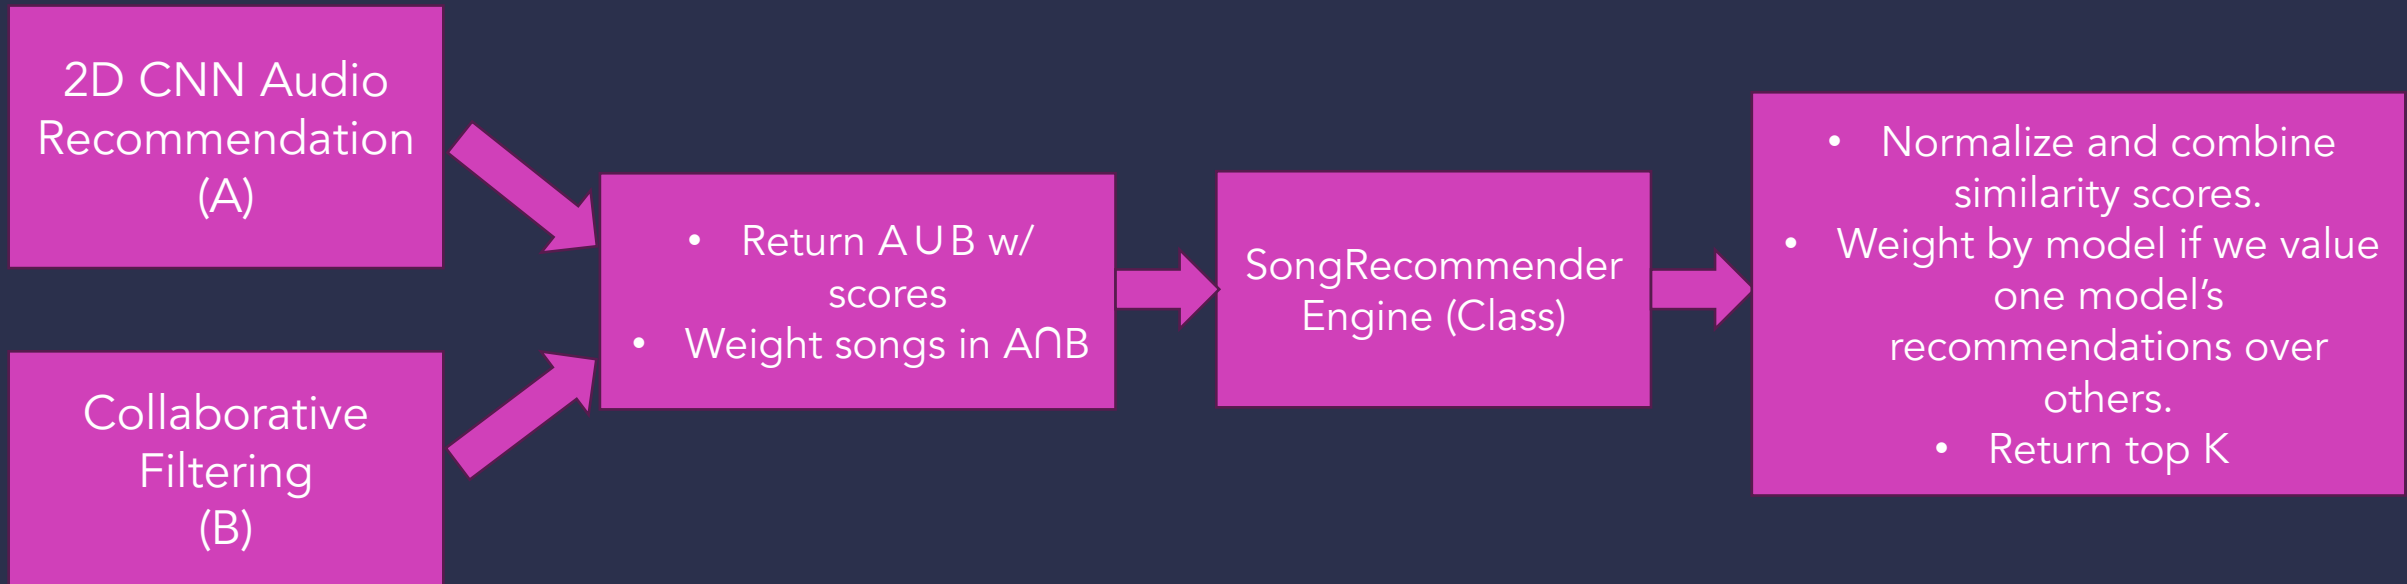 2D CNN Audio
Recommendation
(A)
Collaborative
Filtering
(B)
• Return A U B w/
scores
• Weight songs in A∩B
SongRecommender
Engine (Class)
• Normalize and combine
similarity scores.
• Weight by model if we value
one model’s
recommendations over
others.
• Return top K